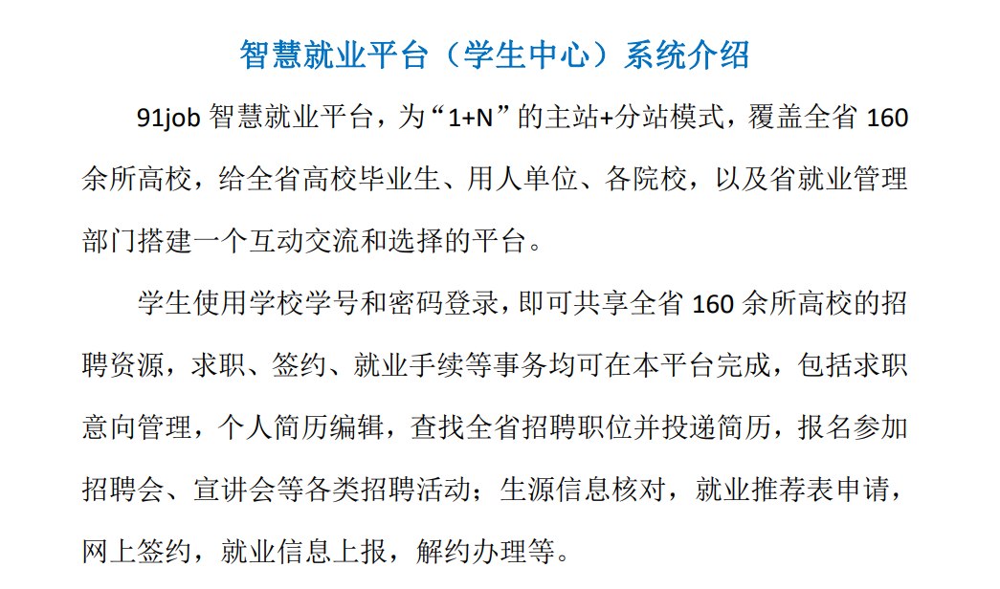 智慧就业平台（学生中心）系统介绍
91job 智慧就业平台，为“1+N”的主站+分站模式，覆盖全省 160
余所高校，给全省高校毕业生、用人单位、各院校，以及省就业管理
部门搭建一个互动交流和选择的平台。
学生使用学校学号和密码登录，即可共享全省 160 余所高校的招
聘资源，求职、签约、就业手续等事务均可在本平台完成，包括求职
意向管理，个人简历编辑，查找全省招聘职位并投递简历，报名参加
招聘会、宣讲会等各类招聘活动；生源信息核对，就业推荐表申请，
网上签约，就业信息上报，解约办理等。